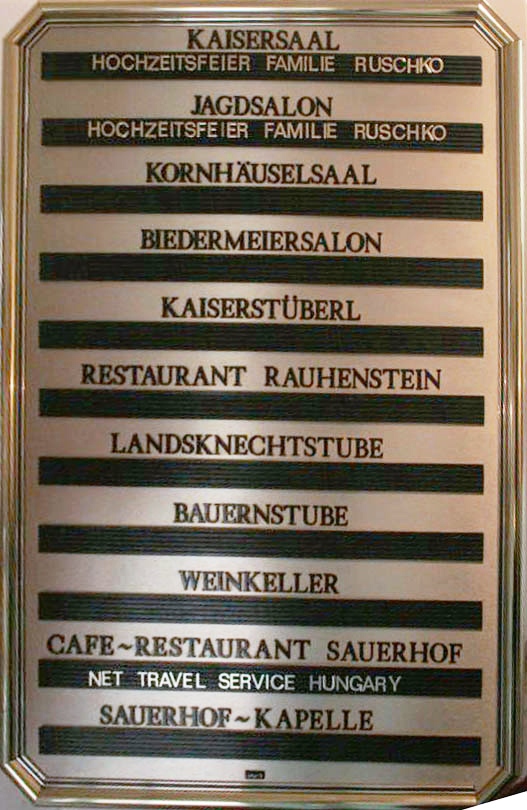 KAISERSAAL
HOCHZEITSFEIER FAMILIE RUSCHKO
JAGDSALON
HOCHZEITSFEIER FAMILIE RUSCHKO
KORNHÄUSELSAAL
BIEDERMEIERSALON
KAISERSTÜBERL
RESTAURANT RAUHENSTEIN
LANDSKNECHTSTUBE
BAUERNSTUBE
WEINKELLER
CAFE~RESTAURANT SAUERHOF
NET TRAVEL SERVICE HUNGARY
SAUERHOF~KAPELLE